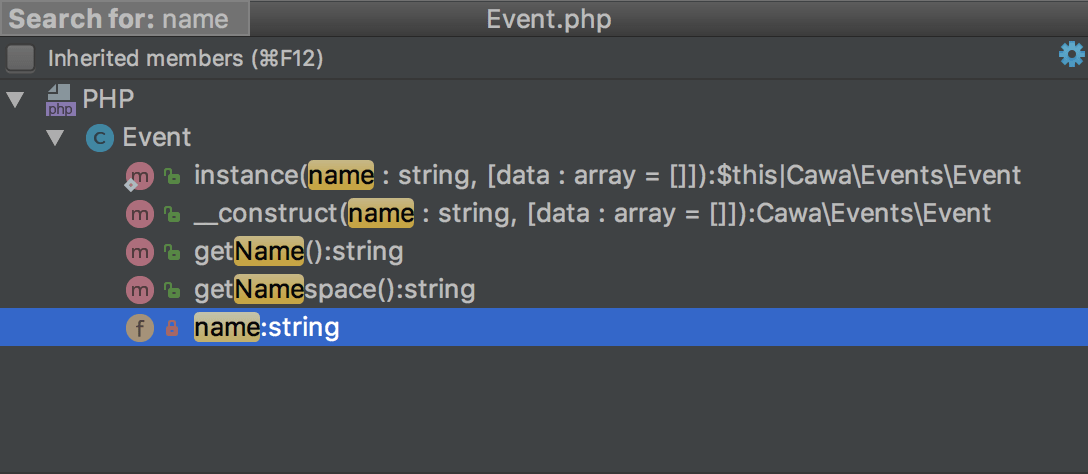 Search for: name
Event.php
Inherited members (⌘F12)
php PHP
C Event
m instance(name : string, [data : array = []]):$this|Cawa\Events\Event
m __construct(name : string, [data : array = []]):Cawa\Events\Event
m getName():string
m getNamespace():string
f name:string